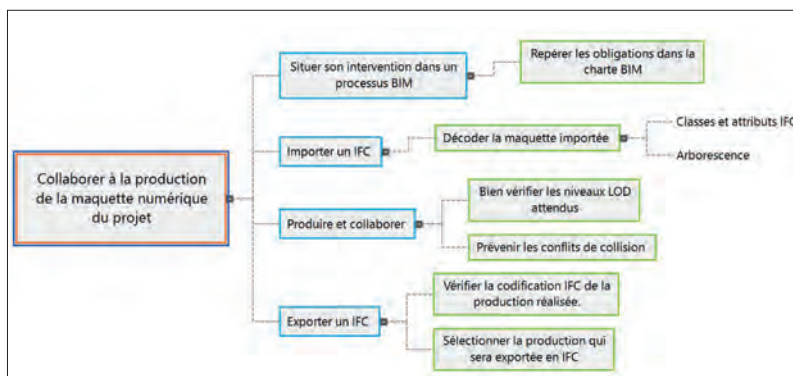 Collaborer à la production
de la maquette numérique
du projet
Situer son intervention dans un
processus BIM
Repérer les obligations dans la
charte BIM
Importer un IFC
Décoder la maquette importée
Classes et attributs IFC
Arborescence
Produire et collaborer
Bien vérifier les niveaux LOD
attendus
Prévenir les conflits de collision
Exporter un IFC
Vérifier la codification IFC de la
production réalisée.
Sélectionner la production qui
sera exportée en IFC